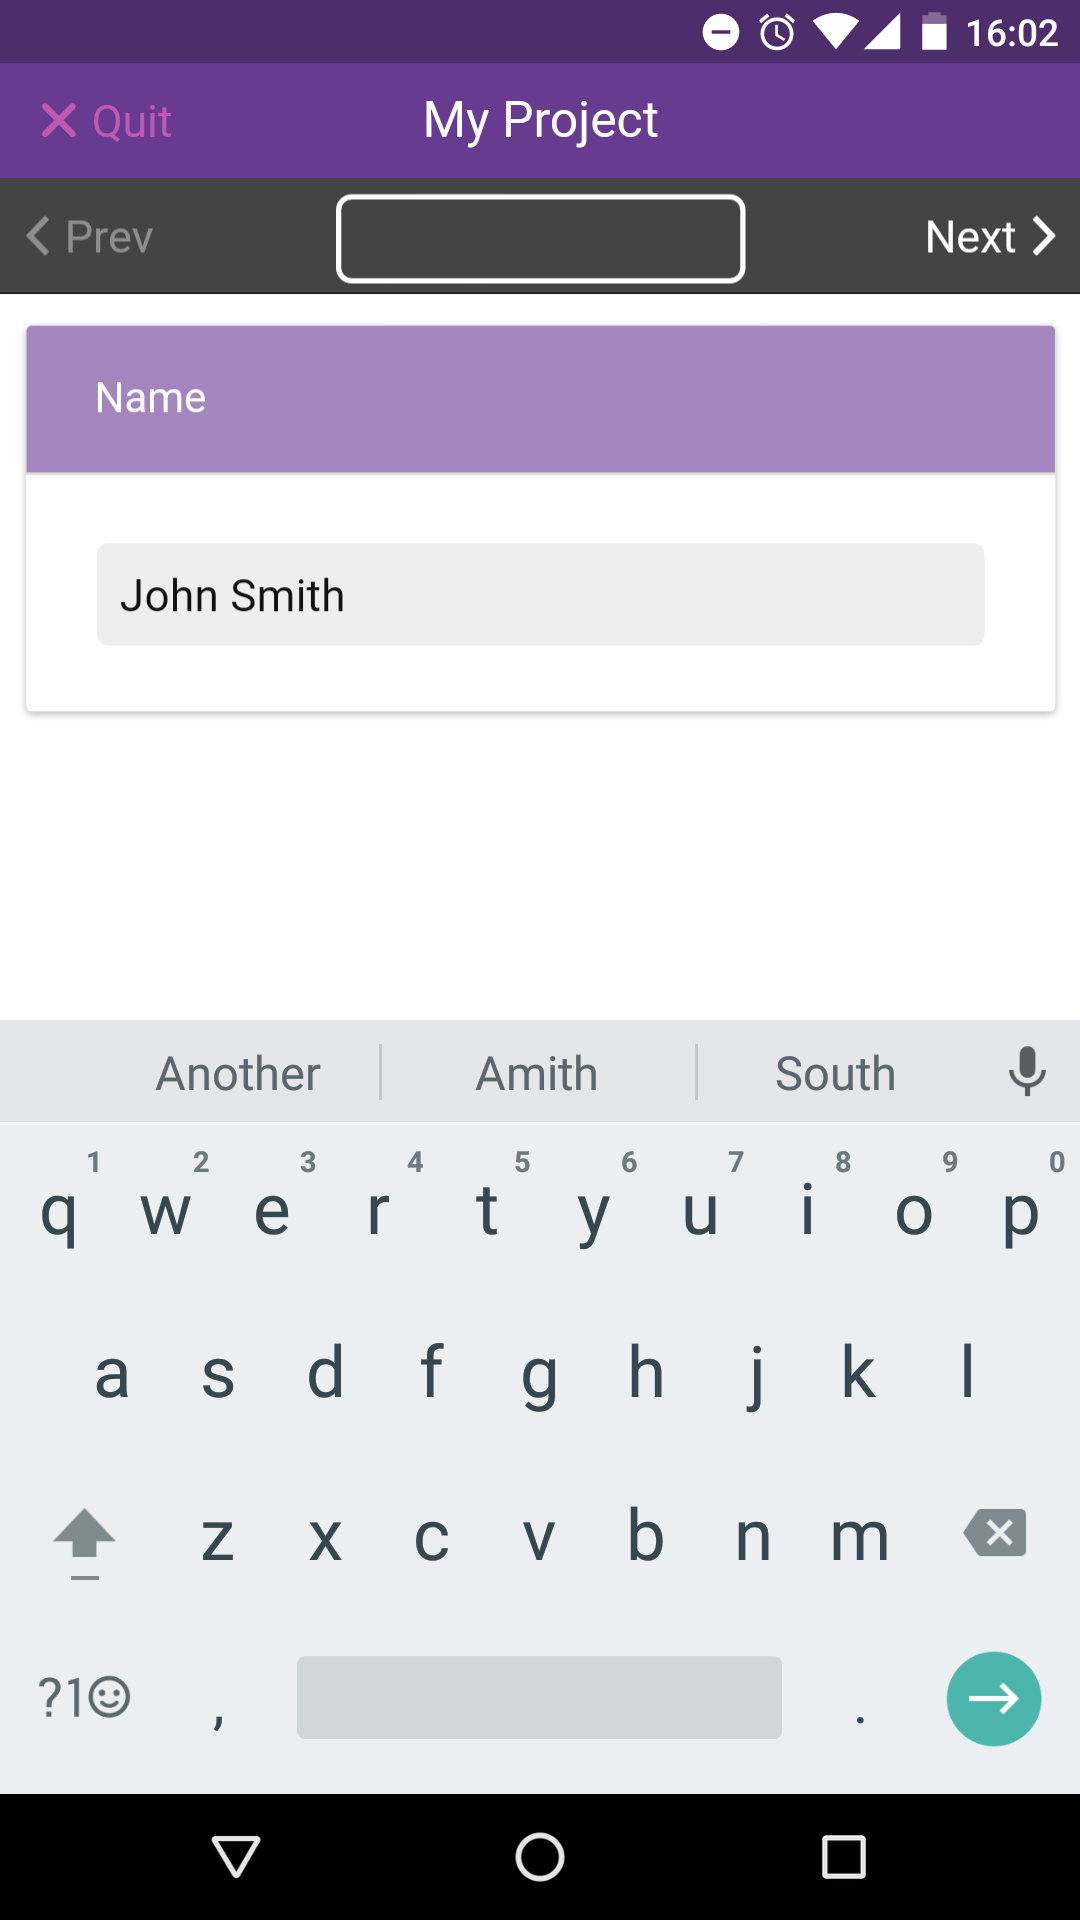 16:02
Quit My Project
Prev Next
Name
John Smith
Another Amith South
1 2 3 4 5 6 7 8 9 0
q w e r t y u i o p
a s d f g h j k l
z x c v b n m
?1☺ , .